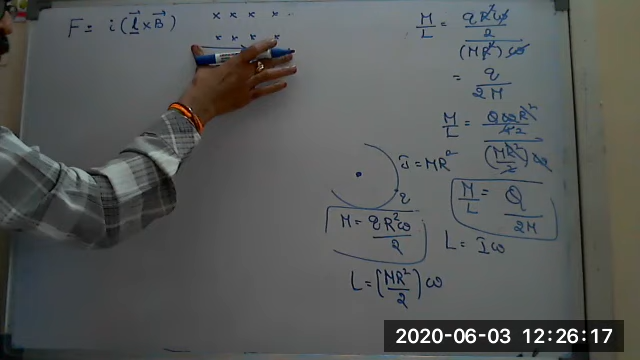 F = i(l⃗ × B⃗)
x x x x
x x x x
M/L = (qR²ω/2)/((MR²)ω)
= q/2M
M/L = (QωR²/42)/((MR²/2)ω)
I = MR²
q
M = qR²ω/2
M/L = Q/2M
L = Iω
L = (MR²/2)ω
2020-06-03 12:26:17